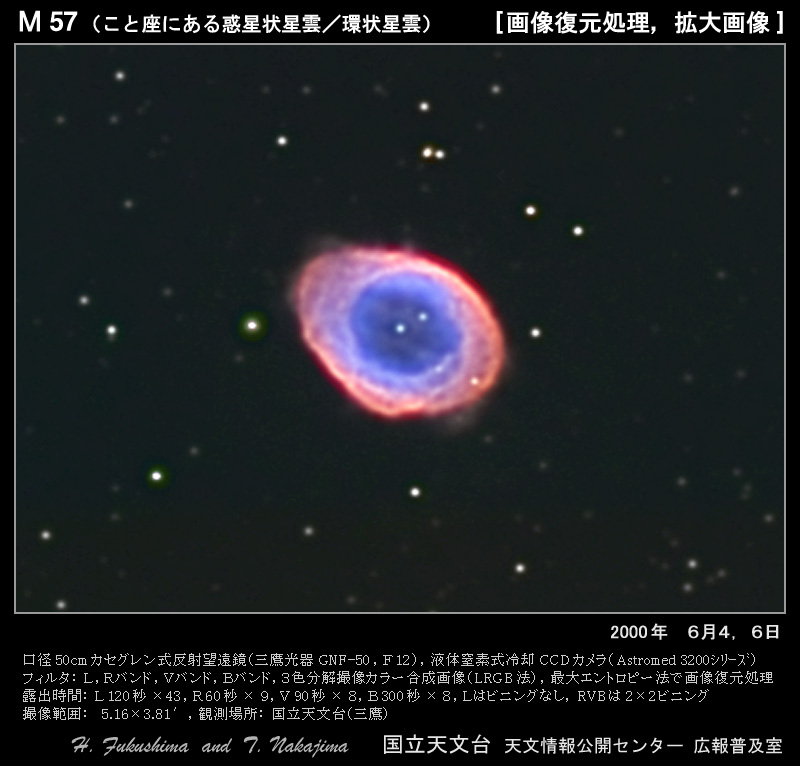 M 57 (こと座にある惑星状星雲／環状星雲) [画像復元処理，拡大画像]
2000年 6月4，6日
口径50cmカセグレン式反射望遠鏡(三鷹光器 GNF-50，F12)，液体窒素式冷却CCDカメラ(Astromed 3200ｼﾘｰｽﾞ)
フィルタ: L，Rバンド，Vバンド，Bバンド，3色分解撮像カラー合成画像(LRGB法)，最大エントロピー法で画像復元処理
露出時間: L 120秒 ×43，R 60秒 × 9，V 90秒 × 8，B 300秒 × 8，Lはビニングなし，RVBは 2×2ビニング
撮像範囲: 5.16×3.81′，観測場所: 国立天文台(三鷹)
H. Fukushima and T. Nakajima 国立天文台 天文情報公開センター 広報普及室